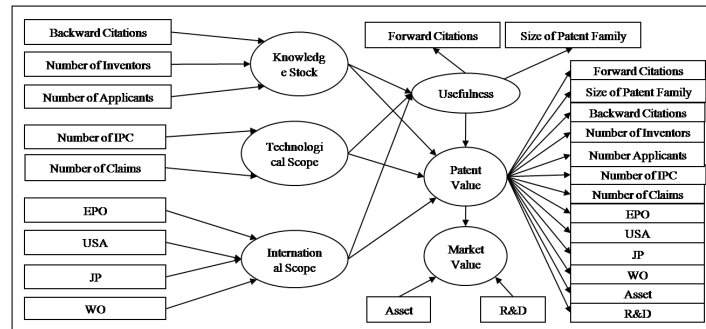 Backward Citations
Number of Inventors
Number of Applicants
Number of IPC
Number of Claims
EPO
USA
JP
WO
Knowledg
e Stock
Technologi
cal Scope
Internation
al Scope
Forward Citations
Size of Patent Family
Usefulness
Patent
Value
Market
Value
Asset
R&D
Forward Citations
Size of Patent Family
Backward Citations
Number of Inventors
Number Applicants
Number of IPC
Number of Claims
EPO
USA
JP
WO
Asset
R&D